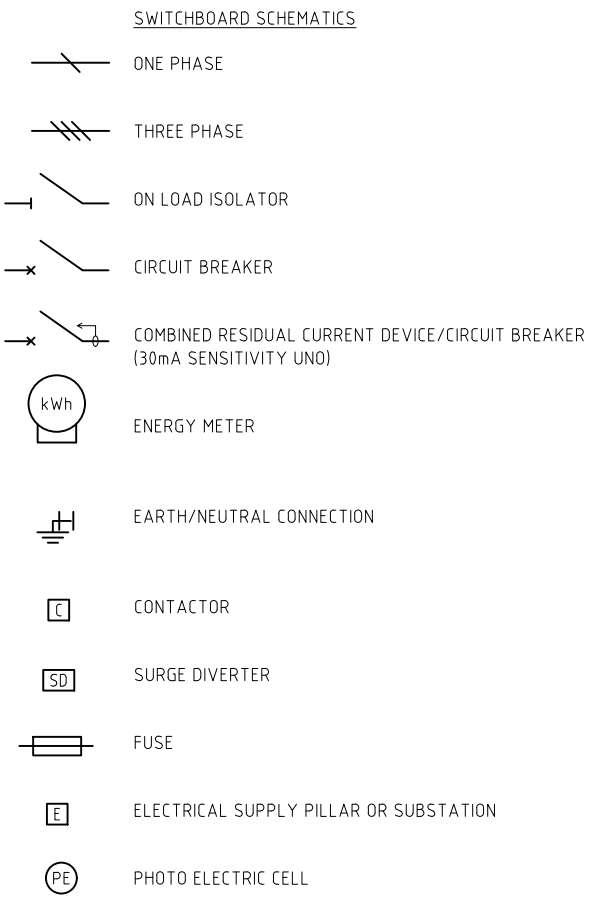 SWITCHBOARD SCHEMATICS
ONE PHASE
THREE PHASE
ON LOAD ISOLATOR
CIRCUIT BREAKER
COMBINED RESIDUAL CURRENT DEVICE/CIRCUIT BREAKER
(30mA SENSITIVITY UNO)
kWh
ENERGY METER
EARTH/NEUTRAL CONNECTION
C CONTACTOR
SD SURGE DIVERTER
FUSE
E ELECTRICAL SUPPLY PILLAR OR SUBSTATION
PE PHOTO ELECTRIC CELL